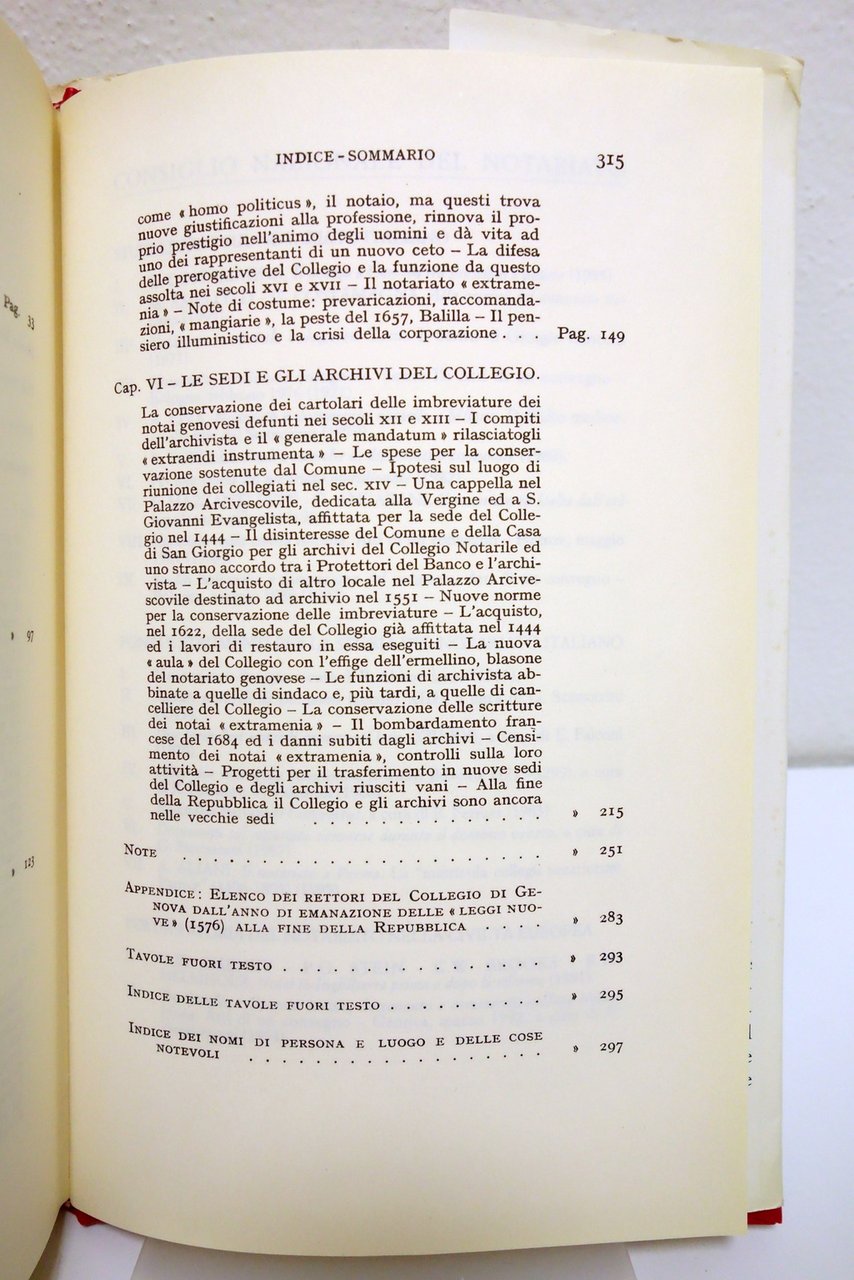 Pag. 33
» 97
» 123
INDICE – SOMMARIO 315
come « homo politicus », il notaio, ma questi trova
nuove giustificazioni alla professione, rinnova il pro-
prio prestigio nell'animo degli uomini e dà vita ad
uno dei rappresentanti di un nuovo ceto – La difesa
delle prerogative del Collegio e la funzione da questo
assolta nei secoli XVI e XVII – Il notariato « extrame-
nia » – Note di costume: prevaricazioni, raccomanda-
zioni, « mangiarie », la peste del 1657, Balilla – Il pen-
siero illuministico e la crisi della corporazione . . . Pag. 149
Cap. VI – LE SEDI E GLI ARCHIVI DEL COLLEGIO.
La conservazione dei cartolari delle imbreviature dei
notai genovesi defunti nei secoli XII e XIII – I compiti
dell'archivista e il « generale mandatum » rilasciatogli
« extraendi instrumenta » – Le spese per la conser-
vazione sostenute dal Comune – Ipotesi sul luogo di
riunione dei collegiati nel sec. XIV – Una cappella nel
Palazzo Arcivescovile, dedicata alla Vergine ed a S.
Giovanni Evangelista, affittata per la sede del Colle-
gio nel 1444 – Il disinteresse del Comune e della Casa
di San Giorgio per gli archivi del Collegio Notarile ed
uno strano accordo tra i Protettori del Banco e l'archi-
vista – L'acquisto di altro locale nel Palazzo Arcive-
scovile destinato ad archivio nel 1551 – Nuove norme
per la conservazione delle imbreviature – L'acquisto,
nel 1622, della sede del Collegio già affittata nel 1444
ed i lavori di restauro in essa eseguiti – La nuova
« aula » del Collegio con l'effige dell'ermellino, blasone
del notariato genovese – Le funzioni di archivista ab-
binate a quelle di sindaco e, più tardi, a quelle di can-
celliere del Collegio – La conservazione delle scritture
dei notai « extramenia » – Il bombardamento fran-
cese del 1684 ed i danni subiti dagli archivi – Censi-
mento dei notai « extramenia », controlli sulla loro
attività – Progetti per il trasferimento in nuove sedi
del Collegio e degli archivi riusciti vani – Alla fine
della Repubblica il Collegio e gli archivi sono ancora
nelle vecchie sedi . . . . . . . . . . . » 215
NOTE . . . . . . . . . . . . . . . . . . » 251
APPENDICE: ELENCO DEI RETTORI DEL COLLEGIO DI GE-
NOVA DALL'ANNO DI EMANAZIONE DELLE « LEGGI NUO-
VE» (1576) ALLA FINE DELLA REPUBBLICA . . . . » 283
TAVOLE FUORI TESTO . . . . . . . . . . . . . » 293
INDICE DELLE TAVOLE FUORI TESTO . . . . . . . . . . » 295
INDICE DEI NOMI DI PERSONA E LUOGO E DELLE COSE
NOTEVOLI . . . . . . . . . . . . . . . » 297